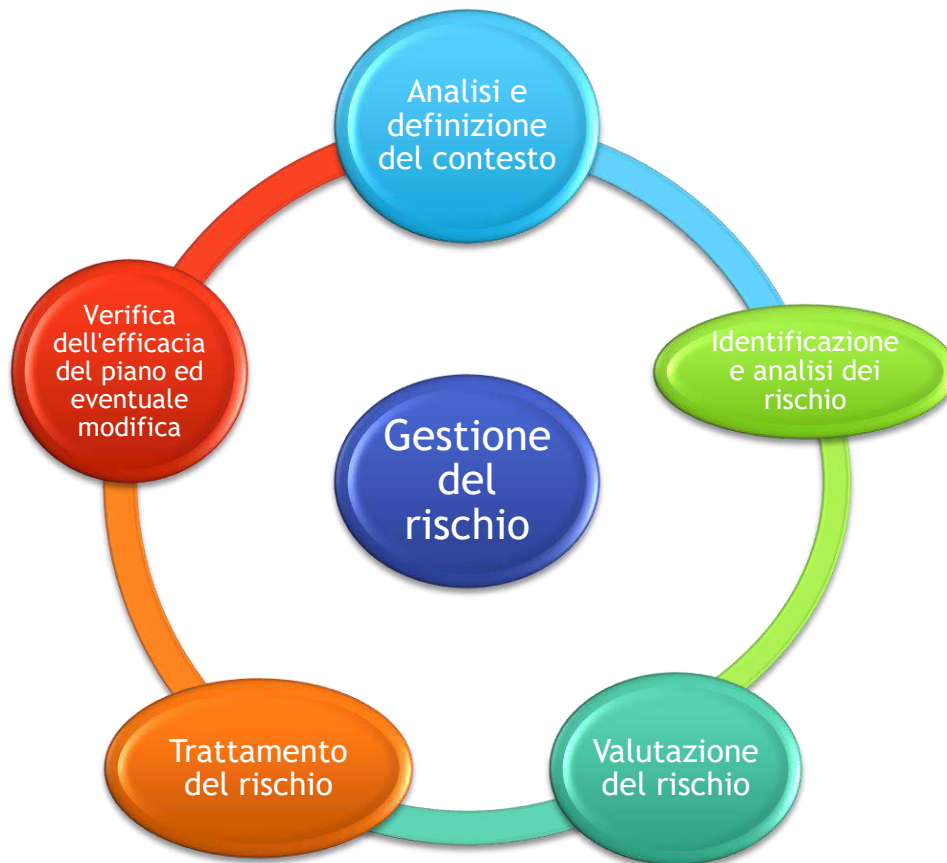 Analisi e
definizione
del contesto
Identificazione
e analisi dei
rischio
Valutazione
del rischio
Trattamento
del rischio
Verifica
dell'efficacia
del piano ed
eventuale
modifica
Gestione
del
rischio